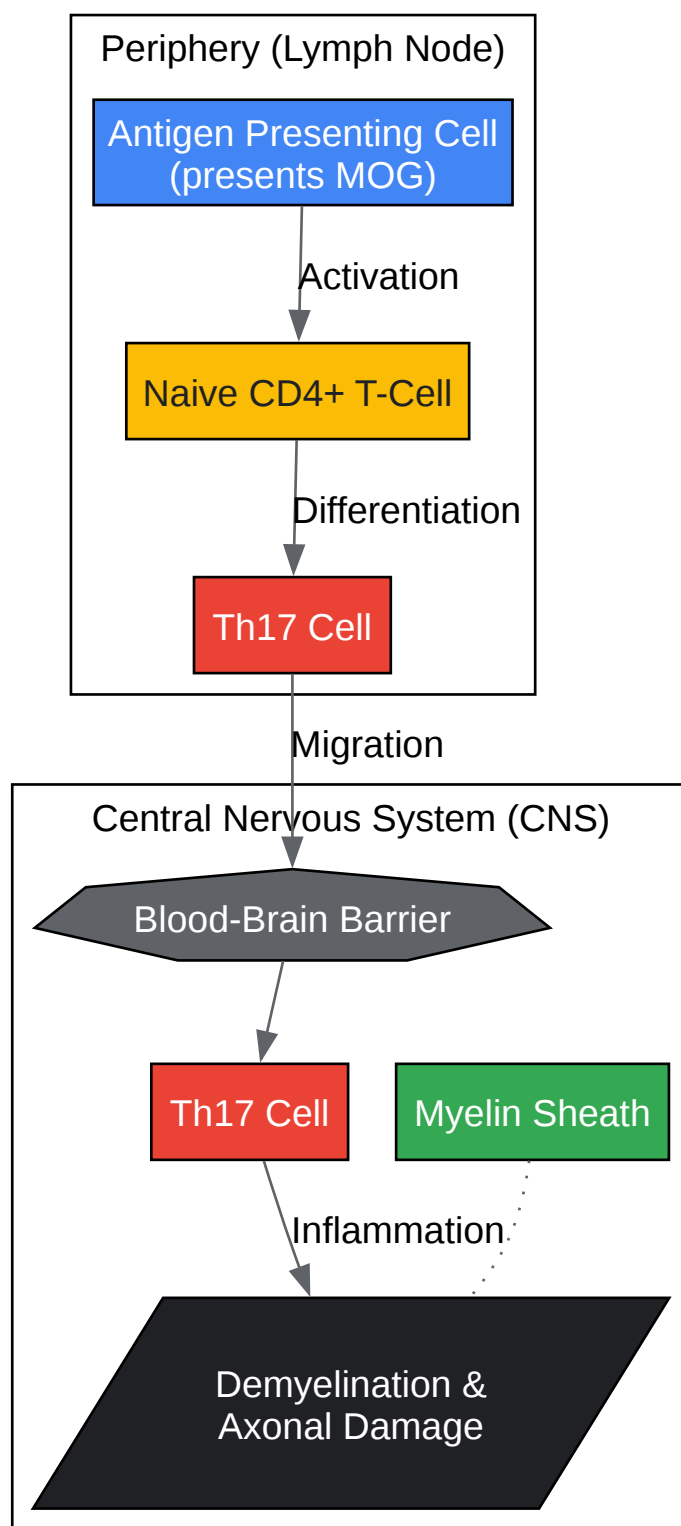 Periphery (Lymph Node)
Antigen Presenting Cell
(presents MOG)
Activation
Naive CD4+ T-Cell
Differentiation
Th17 Cell
Migration
Central Nervous System (CNS)
Blood-Brain Barrier
Th17 Cell
Myelin Sheath
Inflammation
Demyelination &
Axonal Damage